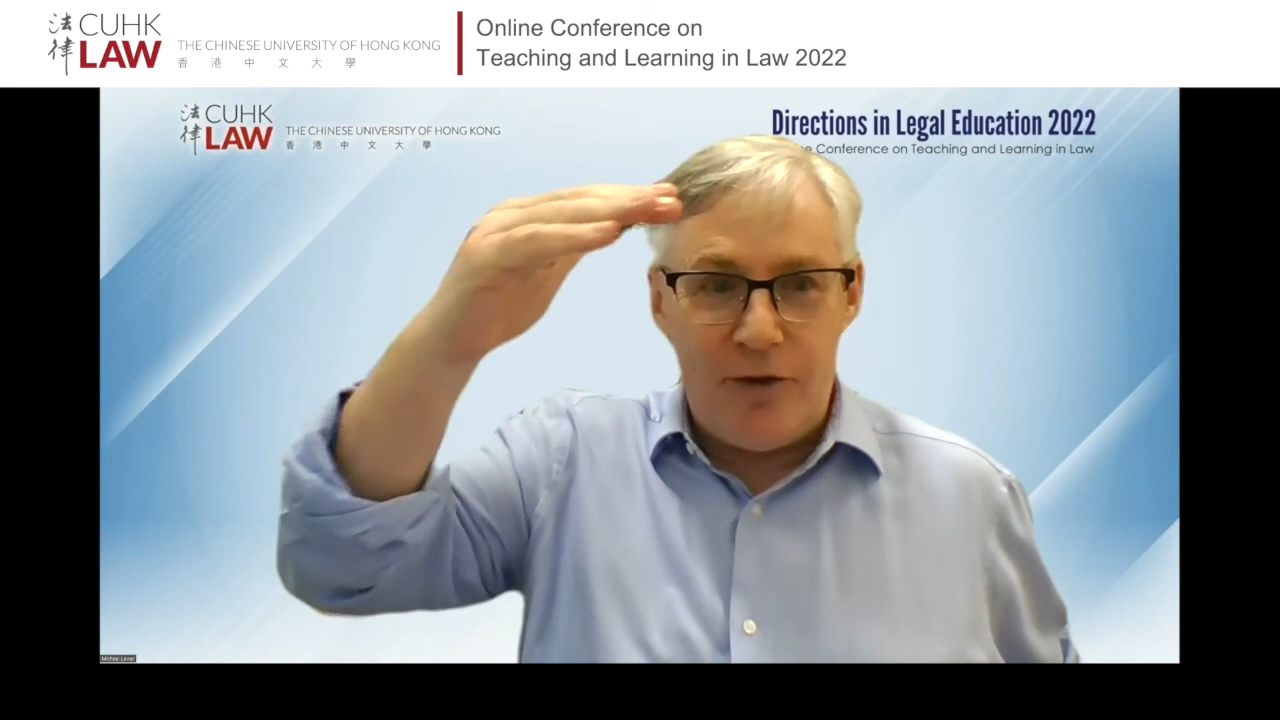 法律 CUHK LAW
THE CHINESE UNIVERSITY OF HONG KONG
香港中文大學
Online Conference on
Teaching and Learning in Law 2022
法律 CUHK LAW
THE CHINESE UNIVERSITY OF HONG KONG
香港中文大學
Directions in Legal Education 2022
Conference on Teaching and Learning in Law